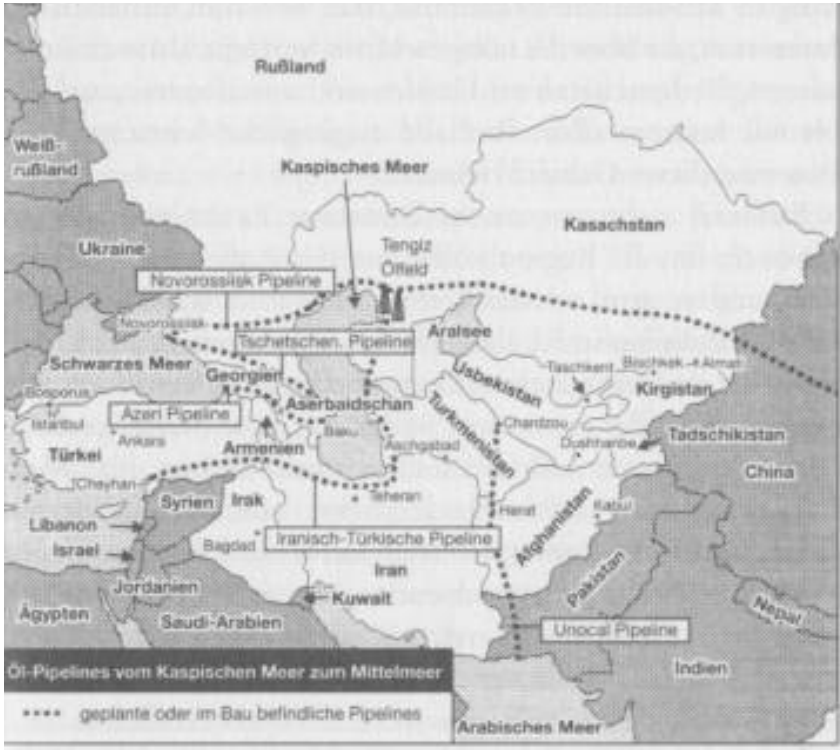 Rußland
Weiß-
rußland
Kaspisches Meer
Kasachstan
Ukraine
Tengiz
Ölfeld
Novorossiisk Pipeline
Novorossiisk
Tschetschen. Pipeline
Aralsee
Schwarzes Meer
Georgien
Usbekistan
Taschkent
Bischkek
Kirgistan
Bosporus
Istanbul
Azeri Pipeline
Aserbaidschan
Turkmenistan
Chardzou
Tadschikistan
Ankara
Armenien
Baku
Aschgabad
Dushhanbe
Türkei
China
Cheyhan
Syrien
Irak
Teheran
Herat
Afghanistan
Kabul
Libanon
Israel
Bagdad
Iranisch-Türkische Pipeline
Iran
Pakistan
Jordanien
Kuwait
Nepal
Ägypten
Saudi-Arabien
Unocal Pipeline
Indien
Öl-Pipelines vom Kaspischen Meer zum Mittelmeer
geplante oder im Bau befindliche Pipelines
Arabisches Meer